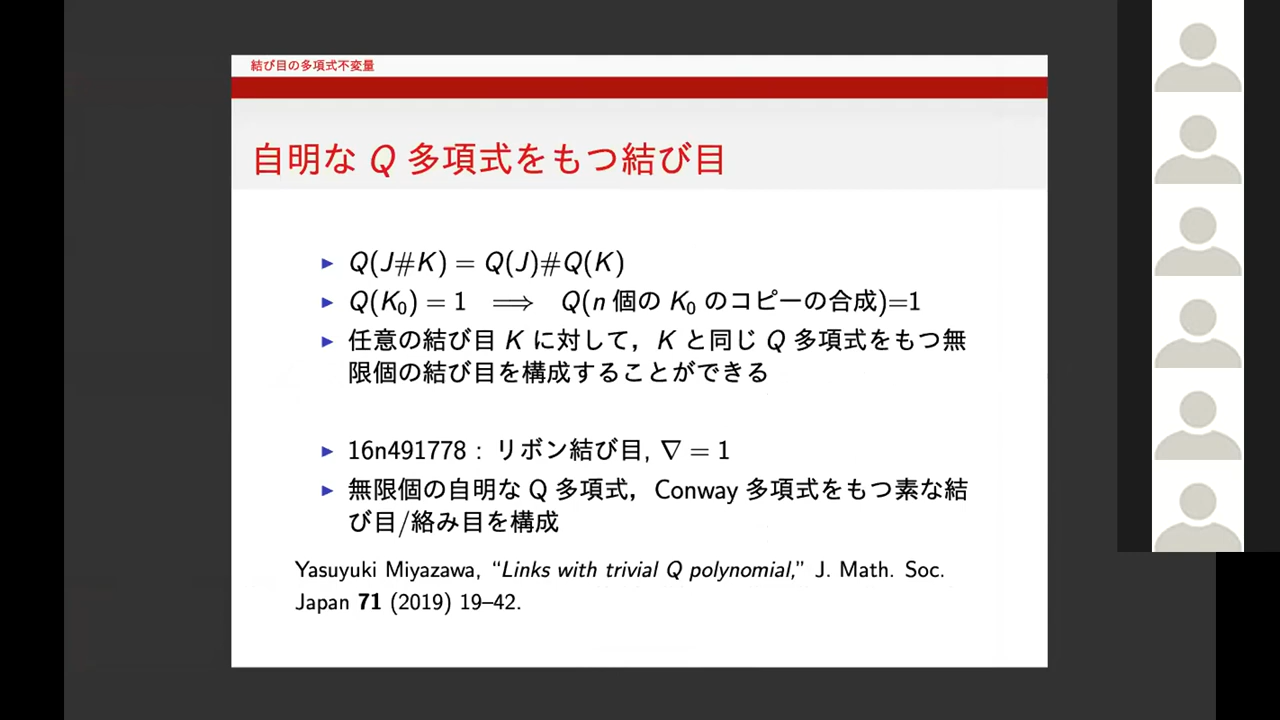 結び目の多項式不変量
自明な Q 多項式をもつ結び目
▶ Q(J#K) = Q(J)#Q(K)
▶ Q(K₀) = 1 ⟹ Q(n 個の K₀ のコピーの合成)=1
▶ 任意の結び目 K に対して，K と同じ Q 多項式をもつ無
限個の結び目を構成することができる
▶ 16n491778 : リボン結び目, ∇ = 1
▶ 無限個の自明な Q 多項式，Conway 多項式をもつ素な結
び目/絡み目を構成
Yasuyuki Miyazawa, “Links with trivial Q polynomial,” J. Math. Soc.
Japan 71 (2019) 19–42.